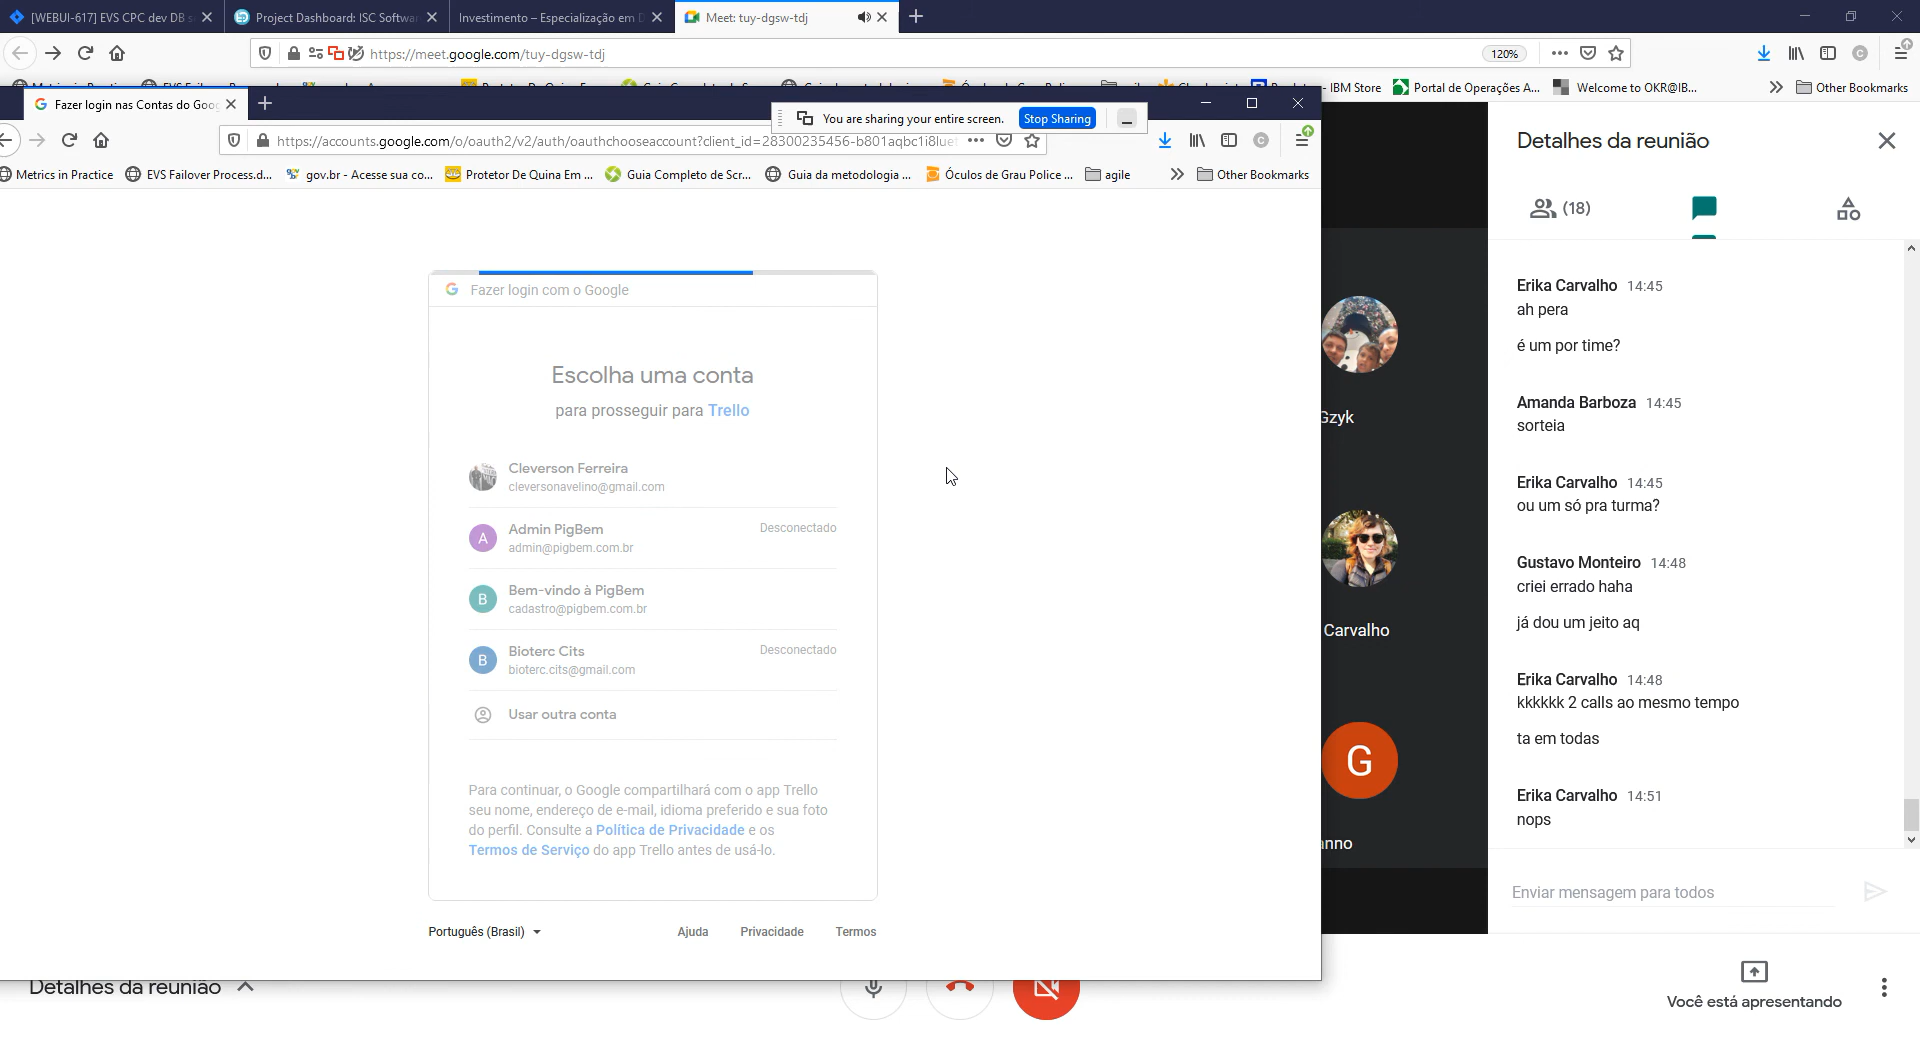 [WEBUI-617] EVS CPC dev DB s
Project Dashboard: ISC Softwar
Investimento – Especialização em D
Meet: tuy-dgsw-tdj
https://meet.google.com/tuy-dgsw-tdj
120%
- IBM Store
Portal de Operações A...
Welcome to OKR@IB...
Other Bookmarks
Fazer login nas Contas do Goog
You are sharing your entire screen.
Stop Sharing
https://accounts.google.com/o/oauth2/v2/auth/oauthchooseaccount?client_id=28300235456-b801aqbc1i8luet
Metrics in Practice
EVS Failover Process.d...
gov.br - Acesse sua co...
Protetor De Quina Em ...
Guia Completo de Scr...
Guia da metodologia ...
Óculos de Grau Police ...
agile
Other Bookmarks
Fazer login com o Google
Escolha uma conta
para prosseguir para Trello
Cleverson Ferreira
cleversonavelino@gmail.com
A
Admin PigBem
Desconectado
admin@pigbem.com.br
B
Bem-vindo à PigBem
cadastro@pigbem.com.br
B
Bioterc Cits
Desconectado
bioterc.cits@gmail.com
Usar outra conta
Para continuar, o Google compartilhará com o app Trello
seu nome, endereço de e-mail, idioma preferido e sua foto
do perfil. Consulte a Política de Privacidade e os
Termos de Serviço do app Trello antes de usá-lo.
Português (Brasil)
Ajuda
Privacidade
Termos
Gzyk
Carvalho
G
anno
Detalhes da reunião
(18)
Erika Carvalho 14:45
ah pera
é um por time?
Amanda Barboza 14:45
sorteia
Erika Carvalho 14:45
ou um só pra turma?
Gustavo Monteiro 14:48
criei errado haha
já dou um jeito aq
Erika Carvalho 14:48
kkkkkk 2 calls ao mesmo tempo
ta em todas
Erika Carvalho 14:51
nops
Enviar mensagem para todos
Detalhes da reunião
Você está apresentando